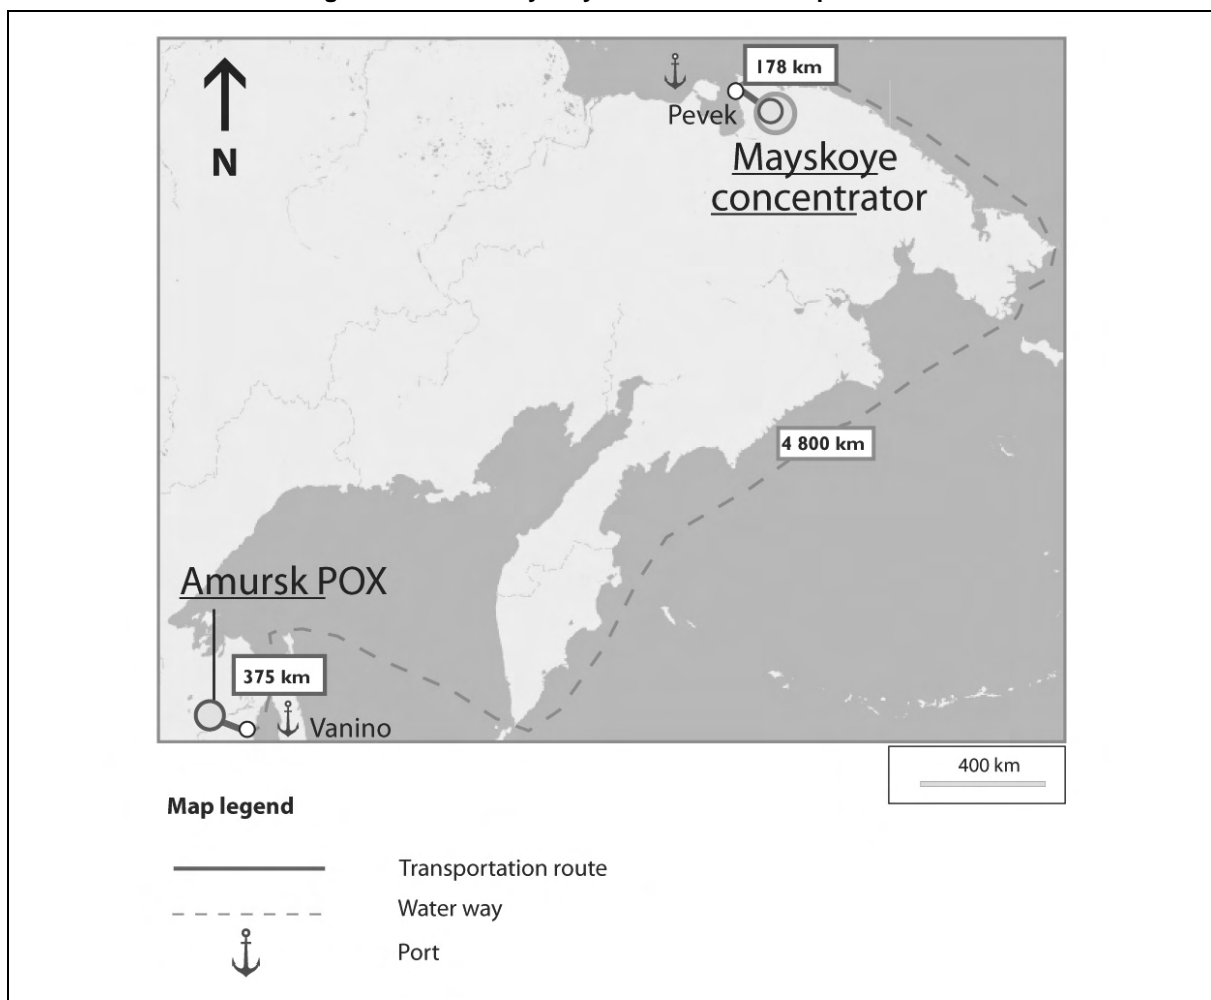 178 km
Pevek
Mayskoye
concentrator
N
4 800 km
Amursk POX
375 km
Vanino
400 km
Map legend
Transportation route
Water way
Port